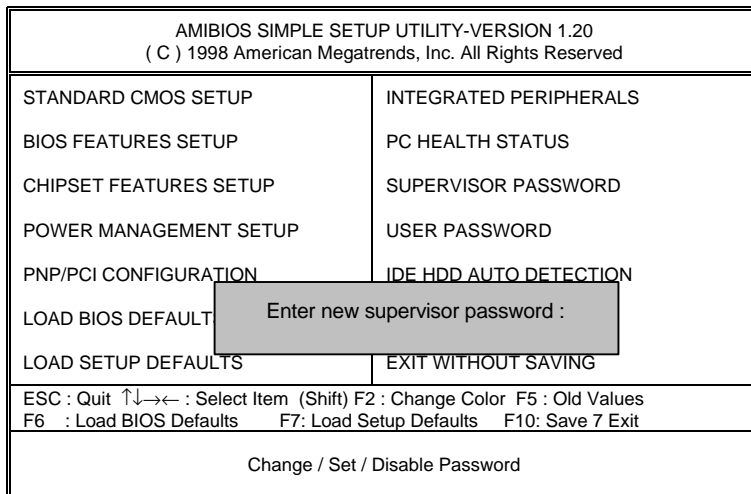 AMIBIOS SIMPLE SETUP UTILITY-VERSION 1.20
( C ) 1998 American Megatrends, Inc. All Rights Reserved
STANDARD CMOS SETUP
BIOS FEATURES SETUP
CHIPSET FEATURES SETUP
POWER MANAGEMENT SETUP
PNP/PCI CONFIGURATION
LOAD BIOS DEFAULT
LOAD SETUP DEFAULTS
INTEGRATED PERIPHERALS
PC HEALTH STATUS
SUPERVISOR PASSWORD
USER PASSWORD
IDE HDD AUTO DETECTION
EXIT WITHOUT SAVING
Enter new supervisor password :
ESC : Quit ↑↓→← : Select Item (Shift) F2 : Change Color F5 : Old Values
F6 : Load BIOS Defaults F7: Load Setup Defaults F10: Save 7 Exit
Change / Set / Disable Password